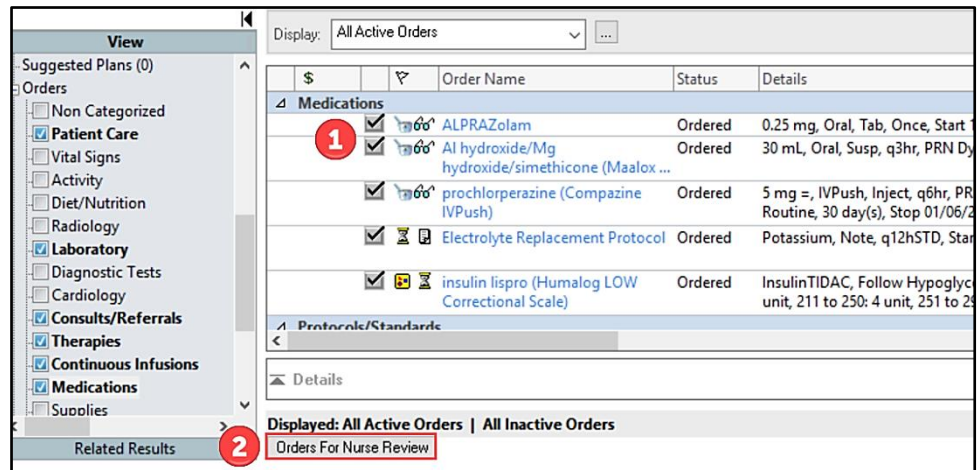 View
Suggested Plans (0)
Orders
Non Categorized
Patient Care
Vital Signs
Activity
Diet/Nutrition
Radiology
Laboratory
Diagnostic Tests
Cardiology
Consults/Referrals
Therapies
Continuous Infusions
Medications
Supplies
Related Results
Display: All Active Orders ...
$ Order Name Status Details
Medications
1
ALPRAZolam Ordered 0.25 mg, Oral, Tab, Once, Start 1
Al hydroxide/Mg Ordered 30 mL, Oral, Susp, q3hr, PRN Dy
hydroxide/simethicone (Maalox ...
prochlorperazine (Compazine Ordered 5 mg =, IVPush, Inject, q6hr, PR
IVPush) Routine, 30 day(s), Stop 01/06/2
Electrolyte Replacement Protocol Ordered Potassium, Note, q12hSTD, Star
insulin lispro (Humalog LOW Ordered InsulinTIDAC, Follow Hypoglyc
Correctional Scale) unit, 211 to 250: 4 unit, 251 to 29
Protocols/Standards
Details
Displayed: All Active Orders | All Inactive Orders
2 Orders For Nurse Review